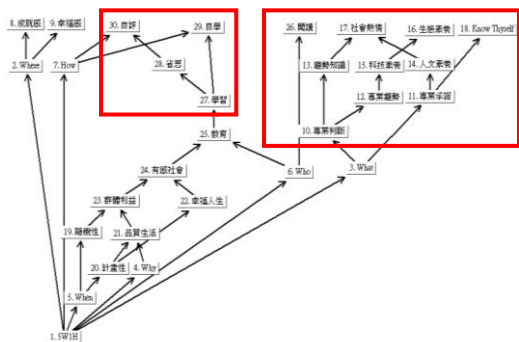 8. 成就感
9. 幸福感
30. 自評
29. 自學
26. 閱讀
17. 社會熱情
16. 生態素養
18. Know Thyself
2. Where
7. How
28. 省思
13. 趨勢知識
15. 科技素養
14. 人文素養
27. 學習
12. 專業趨勢
11. 專業承諾
25. 教育
10. 專業判斷
24. 有感社會
6. Who
3. What
23. 群體利益
22. 幸福人生
19. 隨機性
21. 品質生活
20. 計畫性
4. Why
5. When
1. 5W1H